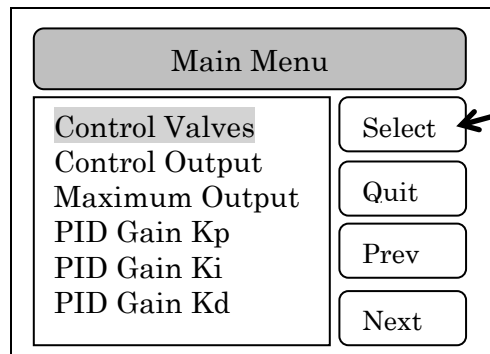 Main Menu
Control Valves
Control Output
Maximum Output
PID Gain Kp
PID Gain Ki
PID Gain Kd
Select
Quit
Prev
Next